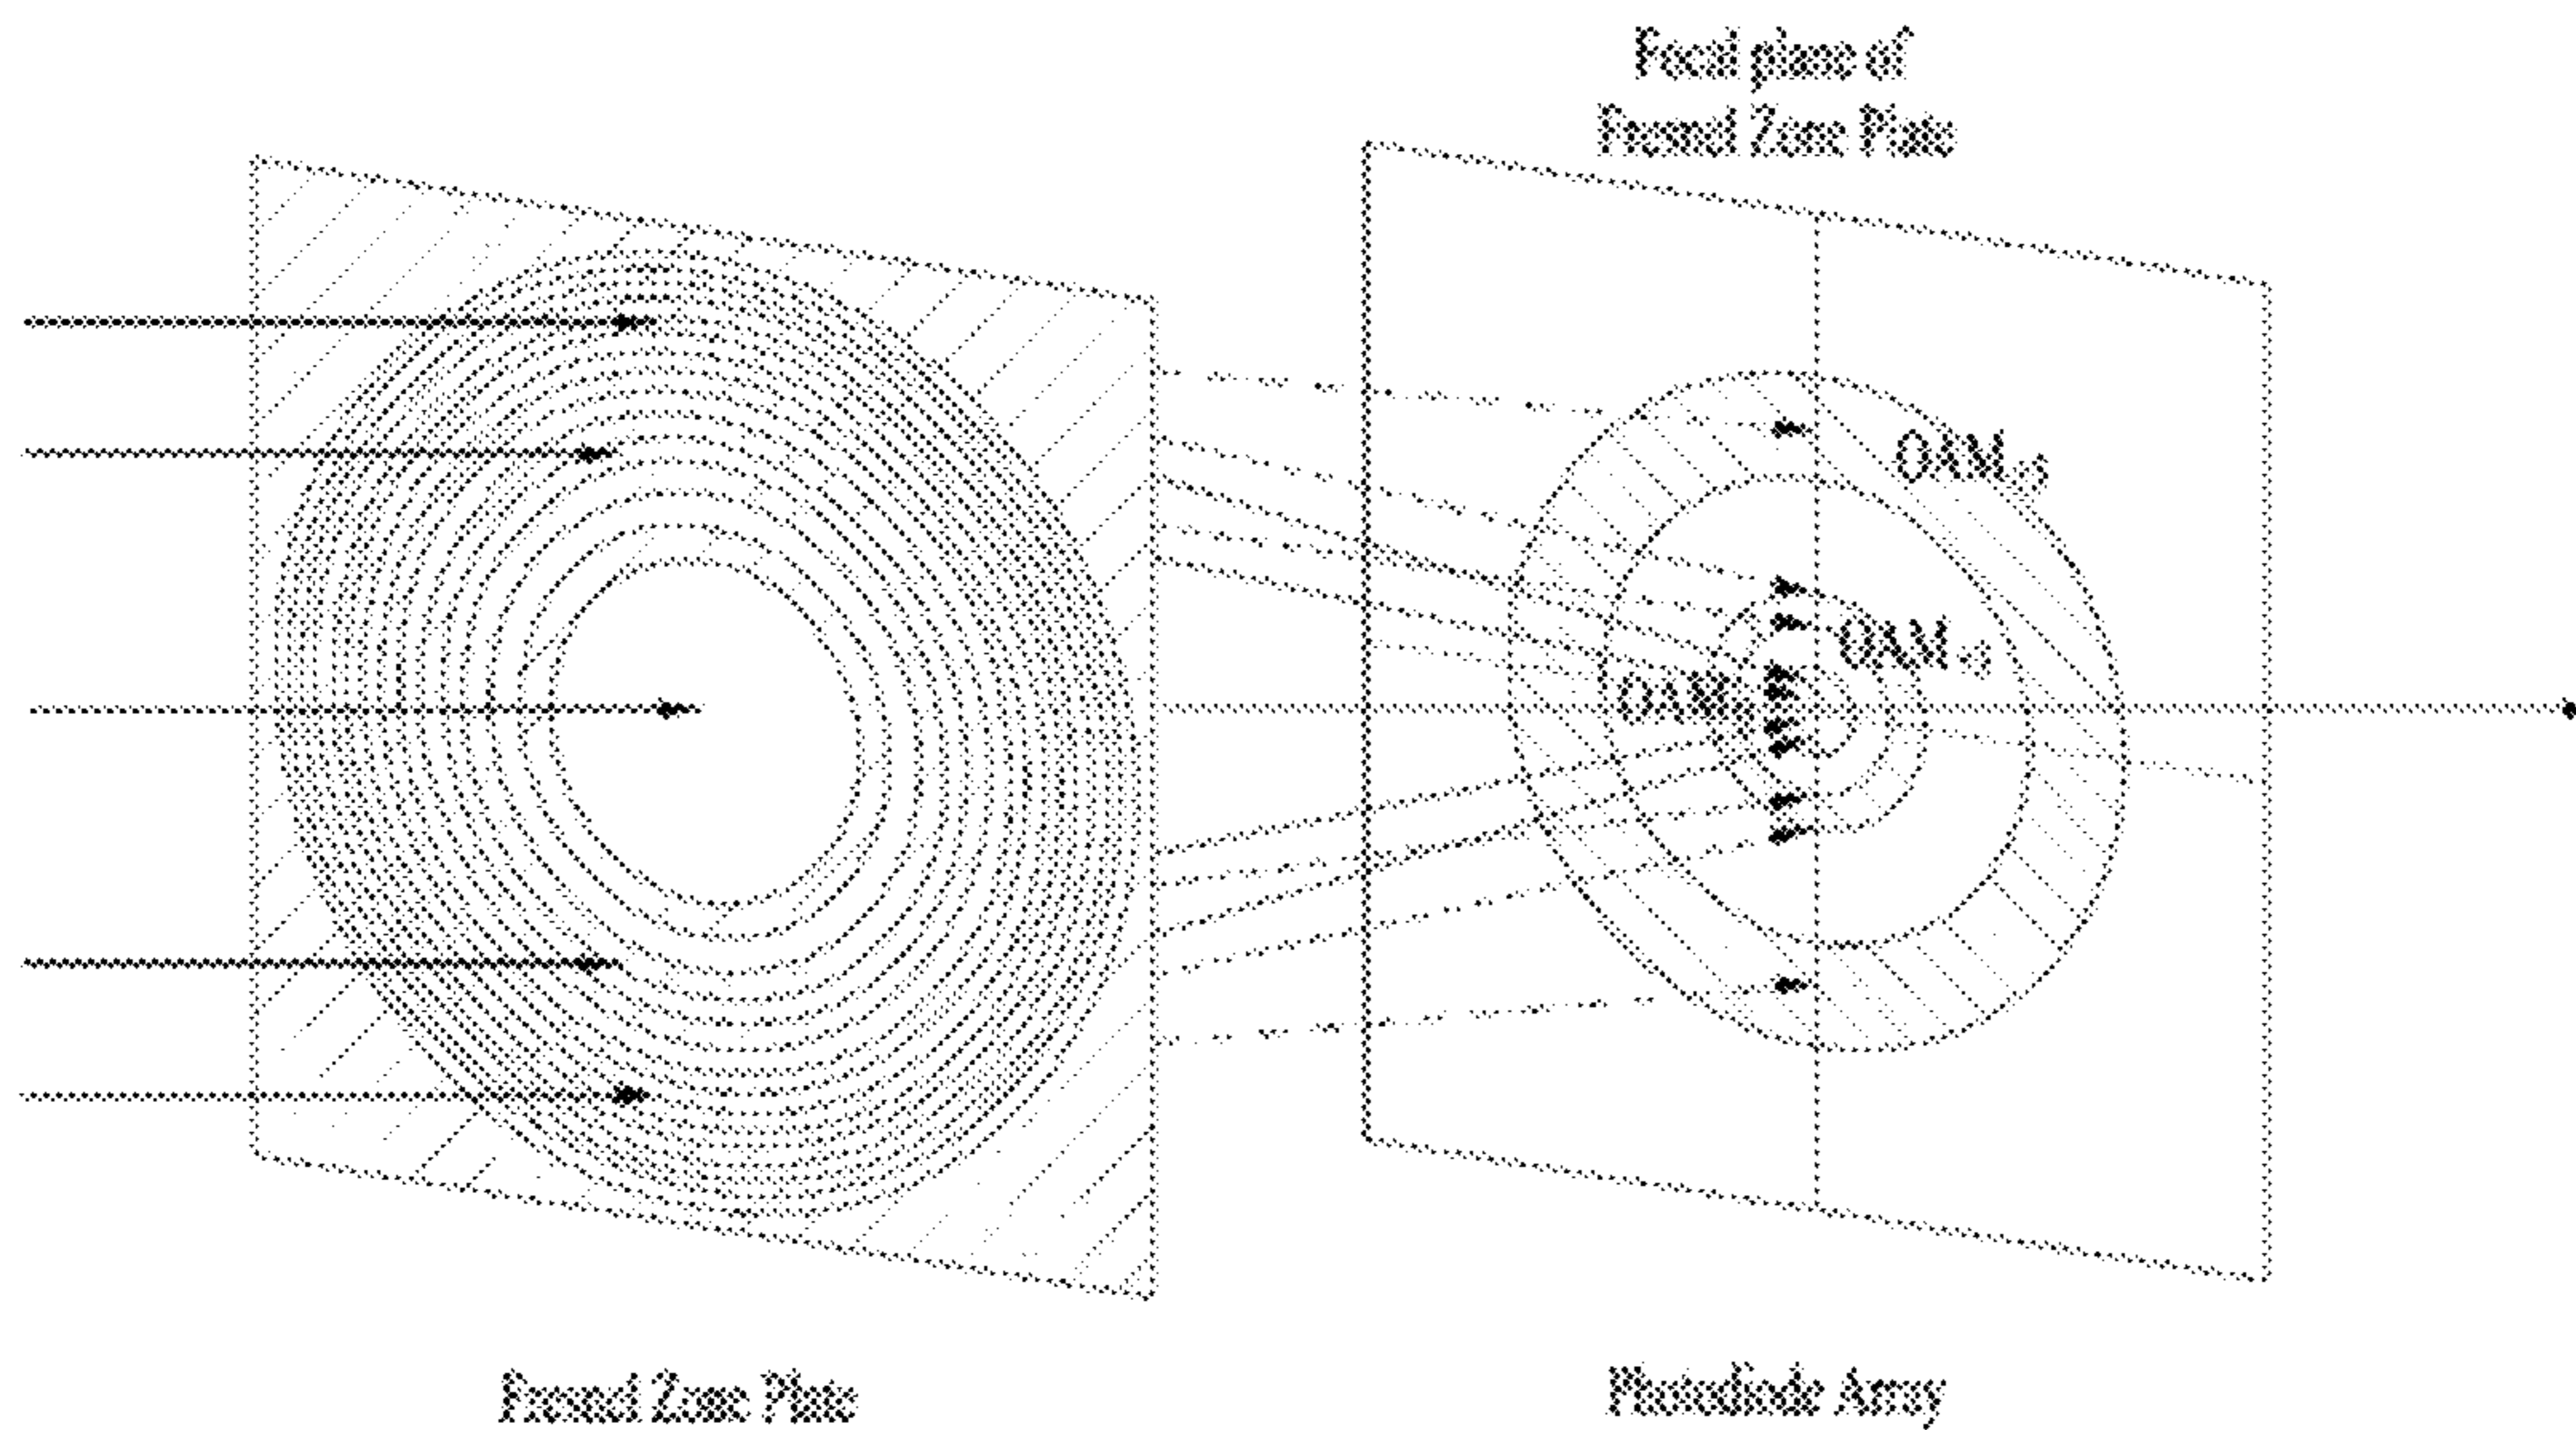 Focal plane of
Fresnel Zone Plate
OAM
OAM
OAM
Fresnel Zone Plate
Photodiode Array